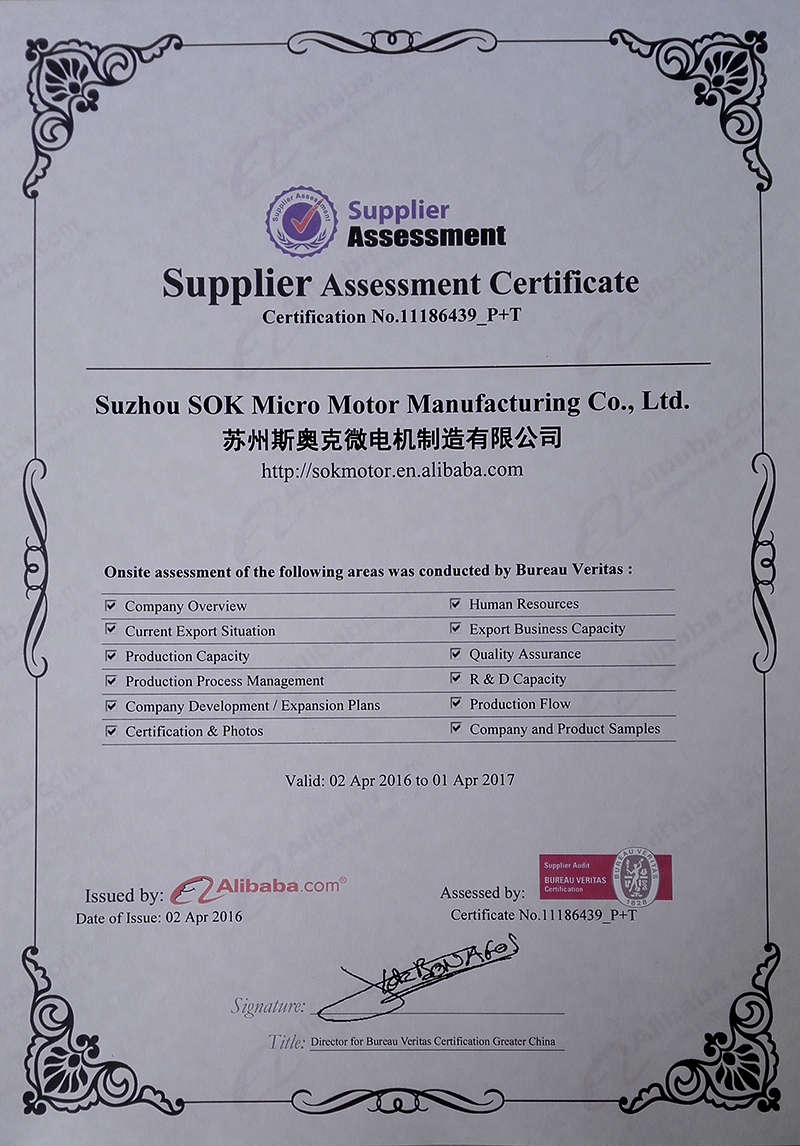 Supplier Assessment
Supplier
Assessment
Supplier Assessment Certificate
Certification No.11186439_P+T
Suzhou SOK Micro Motor Manufacturing Co., Ltd.
苏州斯奥克微电机制造有限公司
http://sokmotor.en.alibaba.com
Onsite assessment of the following areas was conducted by Bureau Veritas :
Company Overview
Human Resources
Current Export Situation
Export Business Capacity
Production Capacity
Quality Assurance
Production Process Management
R & D Capacity
Company Development / Expansion Plans
Production Flow
Certification & Photos
Company and Product Samples
Valid: 02 Apr 2016 to 01 Apr 2017
Issued by: Alibaba.com®
Date of Issue: 02 Apr 2016
Assessed by:
Supplier Audit
BUREAU VERITAS
Certification
BUREAU VERITAS
1828
Certificate No.11186439_P+T
Signature:
Title: Director for Bureau Veritas Certification Greater China